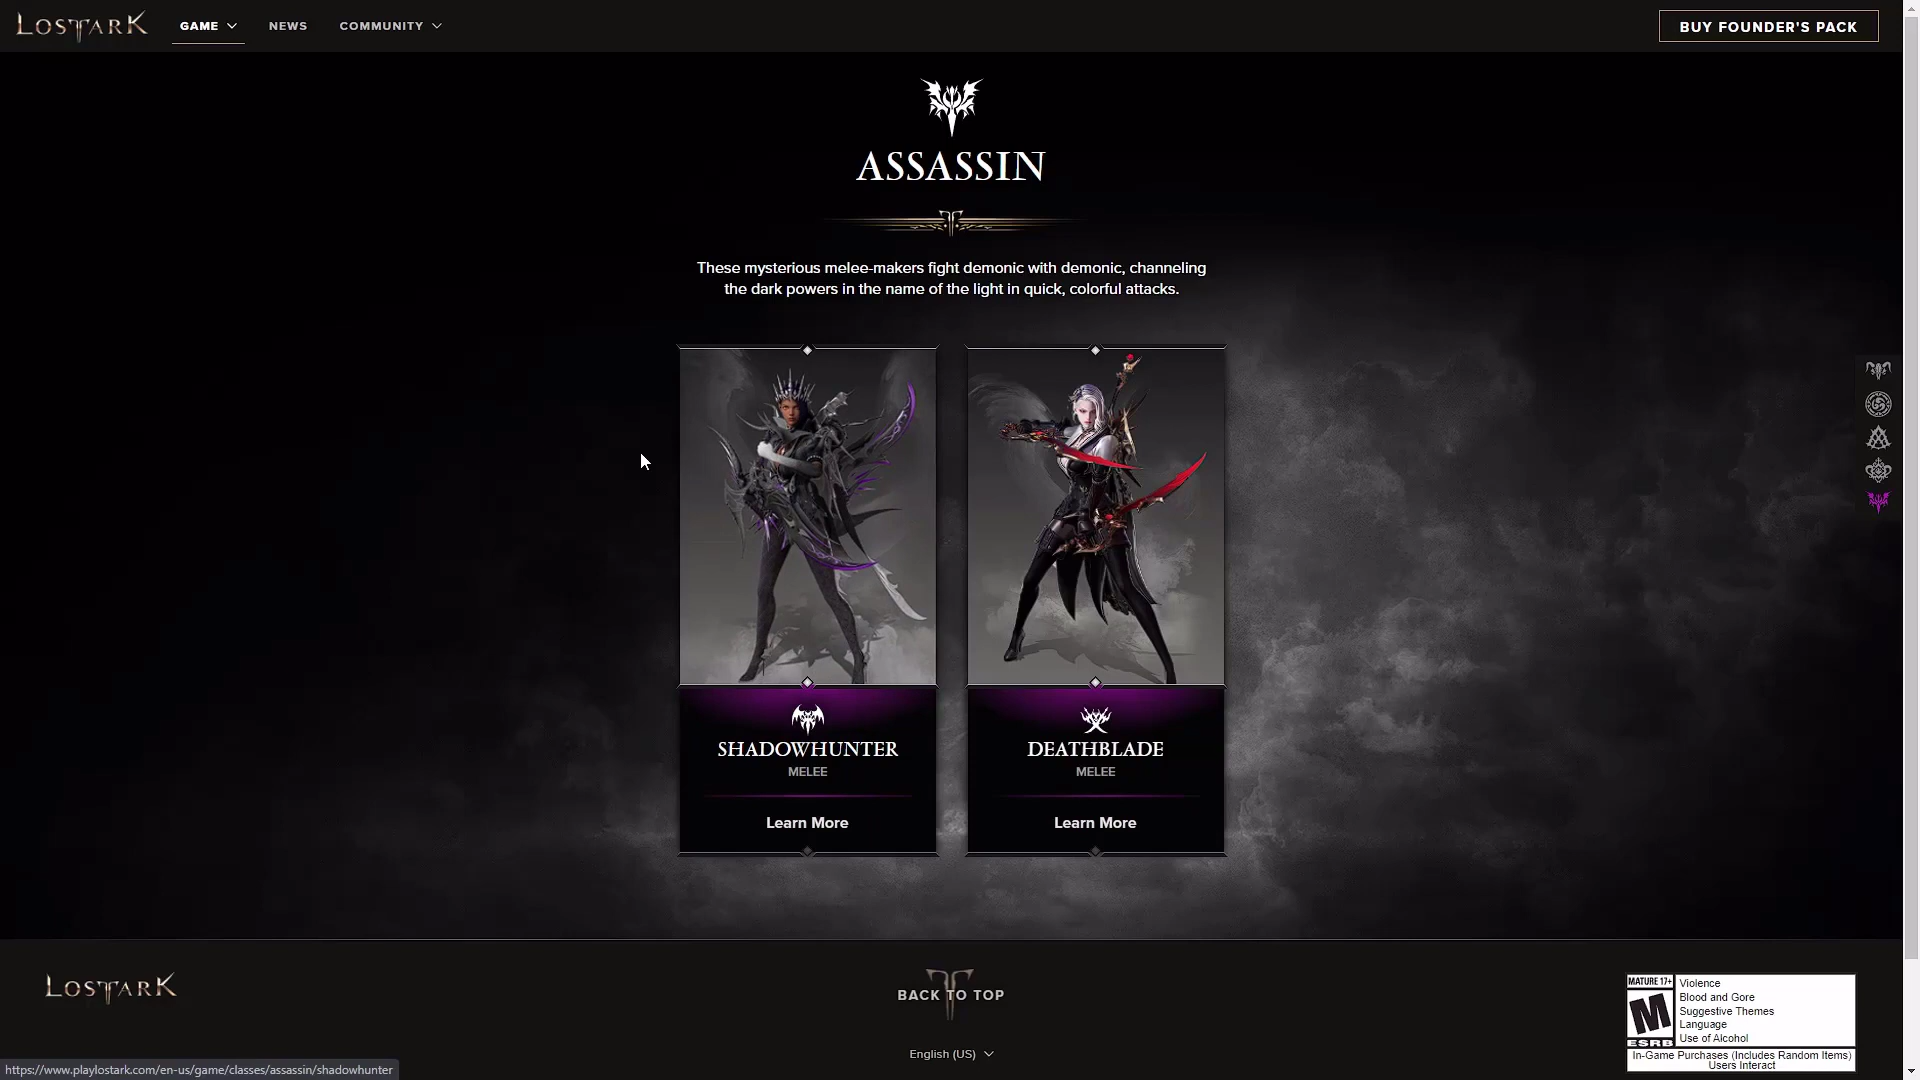 LOSTARK
GAME
NEWS
COMMUNITY
BUY FOUNDER'S PACK
ASSASSIN
These mysterious melee-makers fight demonic with demonic, channeling
the dark powers in the name of the light in quick, colorful attacks.
SHADOWHUNTER
MELEE
Learn More
DEATHBLADE
MELEE
Learn More
LOSTARK
BACK TO TOP
English (US)
MATURE 17+
M
ESRB
Violence
Blood and Gore
Suggestive Themes
Language
Use of Alcohol
In-Game Purchases (Includes Random Items)
Users Interact
https://www.playlostark.com/en-us/game/classes/assassin/shadowhunter